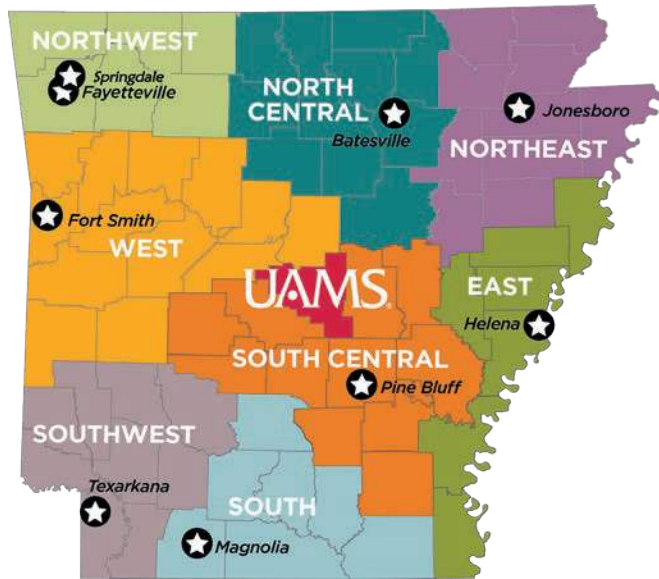 NORTHWEST
Springdale
Fayetteville
NORTH
CENTRAL
Batesville
Jonesboro
NORTHEAST
Fort Smith
WEST
UAMS®
EAST
Helena
SOUTH CENTRAL
Pine Bluff
SOUTHWEST
Texarkana
SOUTH
Magnolia